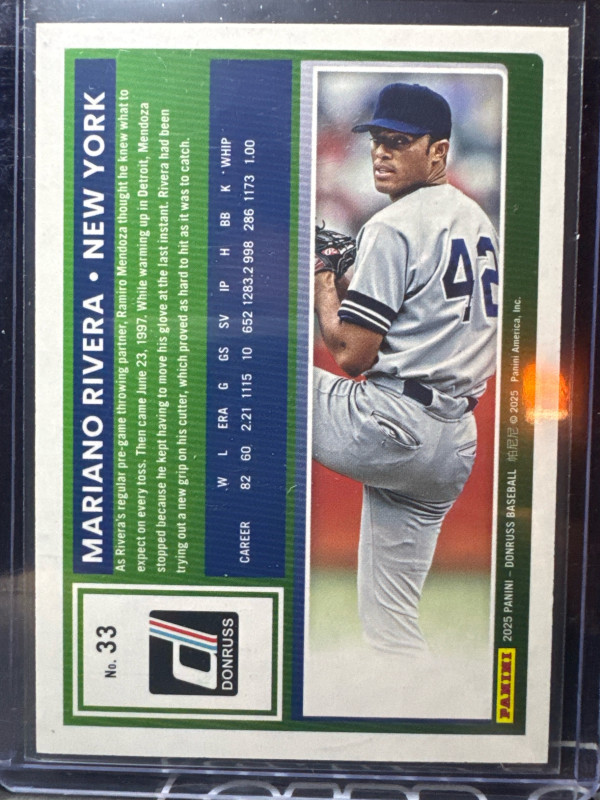 No. 33
DONRUSS
MARIANO RIVERA • NEW YORK
As Rivera's regular pre-game throwing partner, Ramiro Mendoza thought he knew what to
expect on every toss. Then came June 23, 1997. While warming up in Detroit, Mendoza
stopped because he kept having to move his glove at the last instant. Rivera had been
trying out a new grip on his cutter, which proved as hard to hit as it was to catch.
W L ERA G GS SV IP H BB K WHIP
CAREER 82 60 2.21 1115 10 652 1283.2 998 286 1173 1.00
42
PANINI 2025 PANINI – DONRUSS BASEBALL 帕尼尼 © 2025 Panini America, Inc.